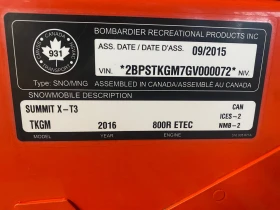 BOMBARDIER RECREATIONAL PRODUCTS INC
CANADA
931
TRANSPORT
ASS. DATE / DATE D'ASS. 09/2015
VIN. *2BPSTKGM7GV000072* NIV.
TYPE: SNO/MNG
ASSEMBLED IN CANADA/ASSEMBLE AU CANADA
SNOWMOBILE DESCRIPTION
SUMMIT X-T3 CAN
ICES-2
TKGM 2016 800R ETEC NMB-2
MODEL YEAR ENGINE